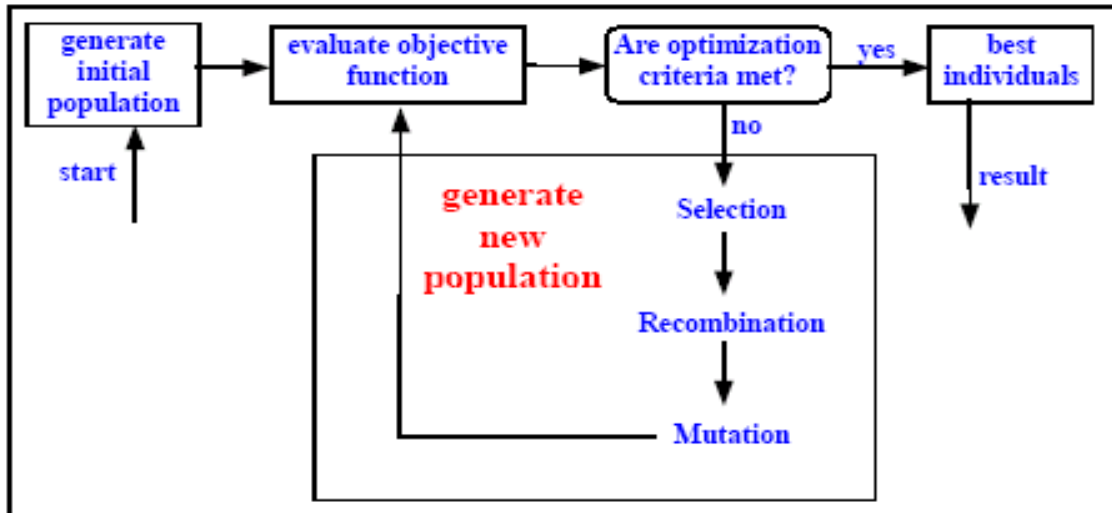 generate
initial
population
evaluate objective
function
Are optimization
criteria met?
yes
best
individuals
start
no
result
generate
new
population
Selection
Recombination
Mutation